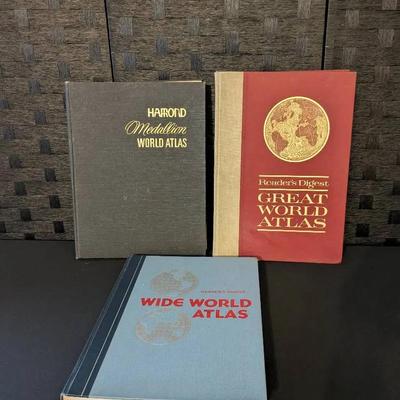 HAMMOND
Medallion
WORLD ATLAS
Reader's Digest
GREAT
WORLD
ATLAS
READER'S DIGEST
WIDE WORLD
ATLAS